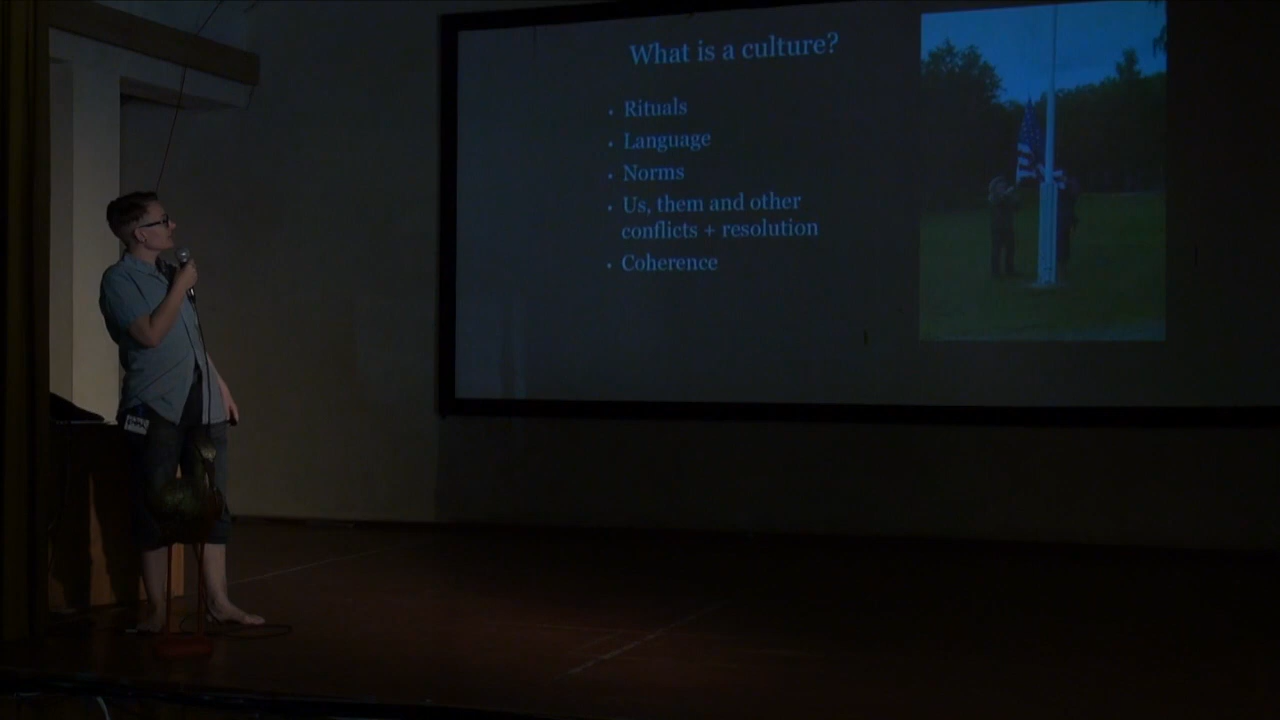 What is a culture?
• Rituals
• Language
• Norms
• Us, them and other
conflicts + resolution
• Coherence